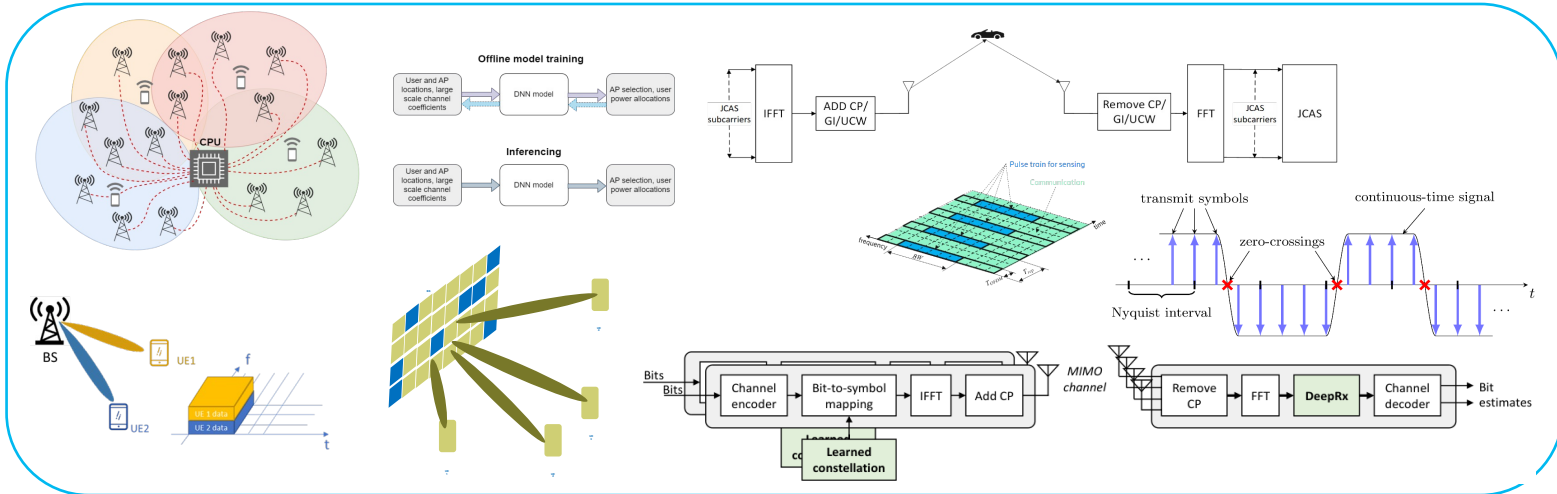 CPU
Offline model training
User and AP
locations, large
scale channel
coefficients
DNN model
AP selection, user
power allocations
Inferencing
User and AP
locations, large
scale channel
coefficients
DNN model
AP selection, user
power allocations
JCAS
subcarriers
IFFT
ADD CP/
GI/UCW
Remove CP/
GI/UCW
FFT
JCAS
subcarriers
JCAS
Pulse train for sensing
Communication
frequency
time
BW
transmit symbols
continuous-time signal
zero-crossings
...
...
t
Nyquist interval
BS
UE1
UE2
f
UE 1 data
UE 2 data
t
Bits
Bits
Channel
encoder
Bit-to-symbol
mapping
IFFT
Add CP
Learned
constellation
MIMO
channel
Remove
CP
FFT
DeepRx
Channel
decoder
Bit
estimates